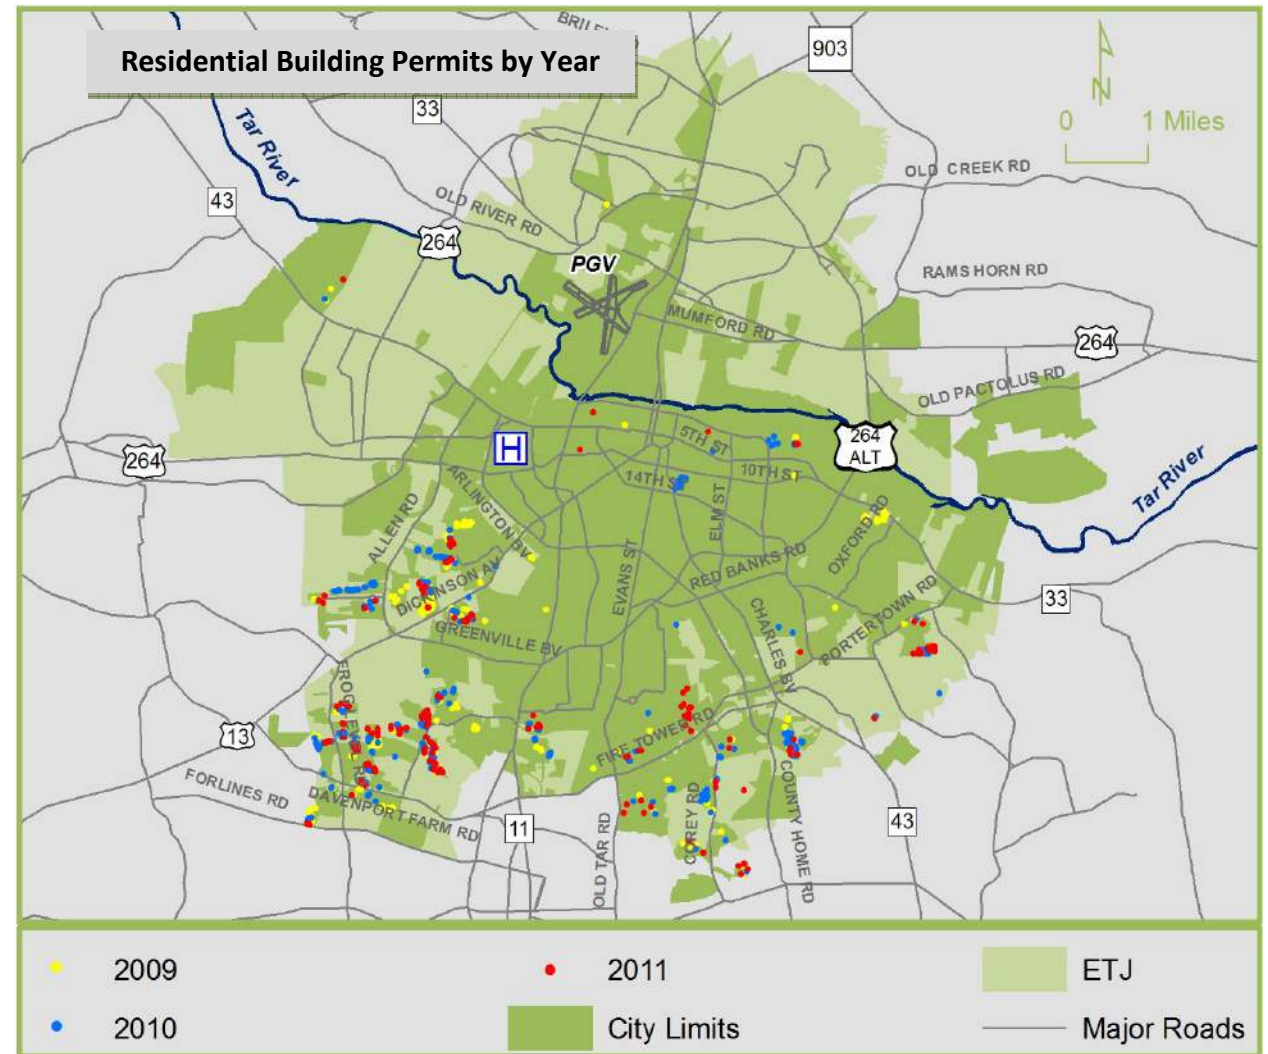 BRILEY
Residential Building Permits by Year
903
N
33
0 1 Miles
Tar River
OLD CREEK RD
43
OLD RIVER RD
264
PGV
RAMS HORN RD
MUMFORD RD
264
OLD PACTOLUS RD
5TH ST
264
ALT
H
264
10TH ST
14TH ST
ARLINGTON BV
Tar River
ALLEN RD
ELM ST
OXFORD RD
EVANS ST
RED BANKS RD
DICKINSON AV
33
CHARLES BV
PORTERTOWN RD
GREENVILLE BV
13
FIRE TOWER RD
FORLINES RD
DAVENPORT FARM RD
COUNTY HOME RD
11
COREY RD
43
OLD TAR RD
2009
2011
ETJ
2010
City Limits
Major Roads